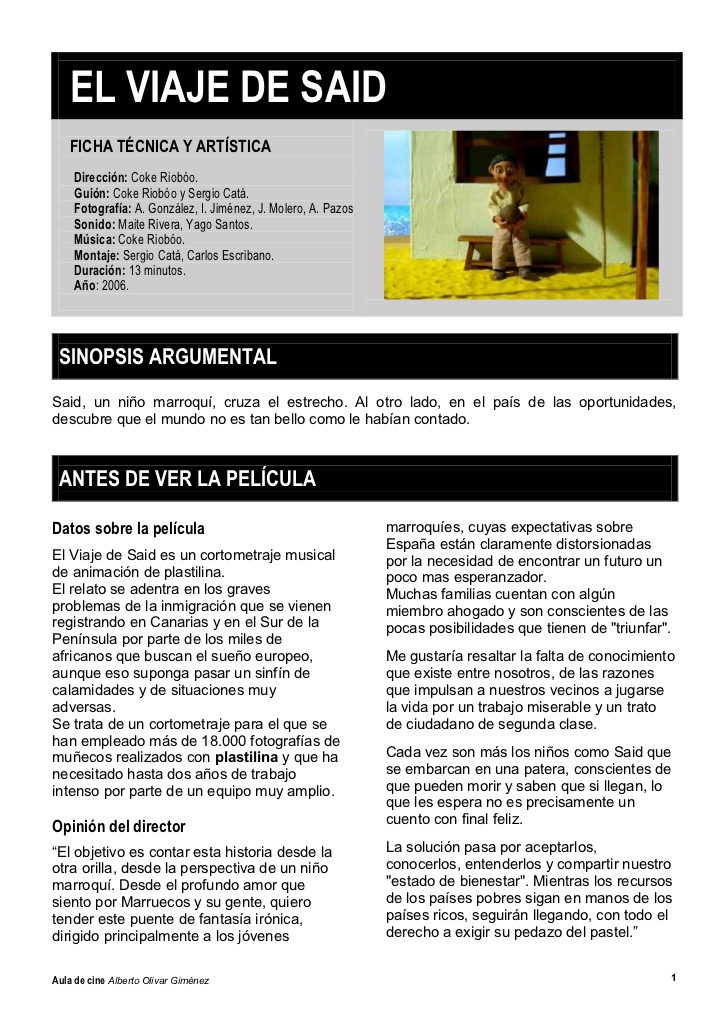 EL VIAJE DE SAID
FICHA TÉCNICA Y ARTÍSTICA
Dirección: Coke Riobóo.
Guión: Coke Riobóo y Sergio Catá.
Fotografía: A. González, I. Jiménez, J. Molero, A. Pazos
Sonido: Maite Rivera, Yago Santos.
Música: Coke Riobóo.
Montaje: Sergio Catá, Carlos Escribano.
Duración: 13 minutos.
Año: 2006.
SINOPSIS ARGUMENTAL
Said, un niño marroquí, cruza el estrecho. Al otro lado, en el país de las oportunidades,
descubre que el mundo no es tan bello como le habían contado.
ANTES DE VER LA PELÍCULA
Datos sobre la película
El Viaje de Said es un cortometraje musical
de animación de plastilina.
El relato se adentra en los graves
problemas de la inmigración que se vienen
registrando en Canarias y en el Sur de la
Península por parte de los miles de
africanos que buscan el sueño europeo,
aunque eso suponga pasar un sinfín de
calamidades y de situaciones muy
adversas.
Se trata de un cortometraje para el que se
han empleado más de 18.000 fotografías de
muñecos realizados con plastilina y que ha
necesitado hasta dos años de trabajo
intenso por parte de un equipo muy amplio.
Opinión del director
“El objetivo es contar esta historia desde la
otra orilla, desde la perspectiva de un niño
marroquí. Desde el profundo amor que
siento por Marruecos y su gente, quiero
tender este puente de fantasía irónica,
dirigido principalmente a los jóvenes
marroquíes, cuyas expectativas sobre
España están claramente distorsionadas
por la necesidad de encontrar un futuro un
poco mas esperanzador.
Muchas familias cuentan con algún
miembro ahogado y son conscientes de las
pocas posibilidades que tienen de "triunfar".
Me gustaría resaltar la falta de conocimiento
que existe entre nosotros, de las razones
que impulsan a nuestros vecinos a jugarse
la vida por un trabajo miserable y un trato
de ciudadano de segunda clase.
Cada vez son más los niños como Said que
se embarcan en una patera, conscientes de
que pueden morir y saben que si llegan, lo
que les espera no es precisamente un
cuento con final feliz.
La solución pasa por aceptarlos,
conocerlos, entenderlos y compartir nuestro
"estado de bienestar". Mientras los recursos
de los países pobres sigan en manos de los
países ricos, seguirán llegando, con todo el
derecho a exigir su pedazo del pastel.”
Aula de cine Alberto Olivar Giménez
1